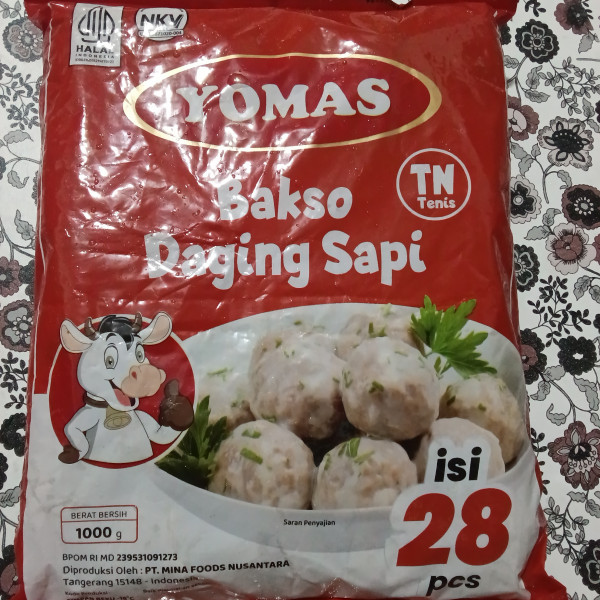 HALAL
INDONESIA
NKV
YOMAS
TN
Tenis
Bakso
Daging Sapi
isi
28
pcs
Saran Penyajian
BERAT BERSIH
1000 g
BPOM RI MD 239531091273
Diproduksi Oleh : PT. MINA FOODS NUSANTARA
Tangerang 15148 - Indonesia